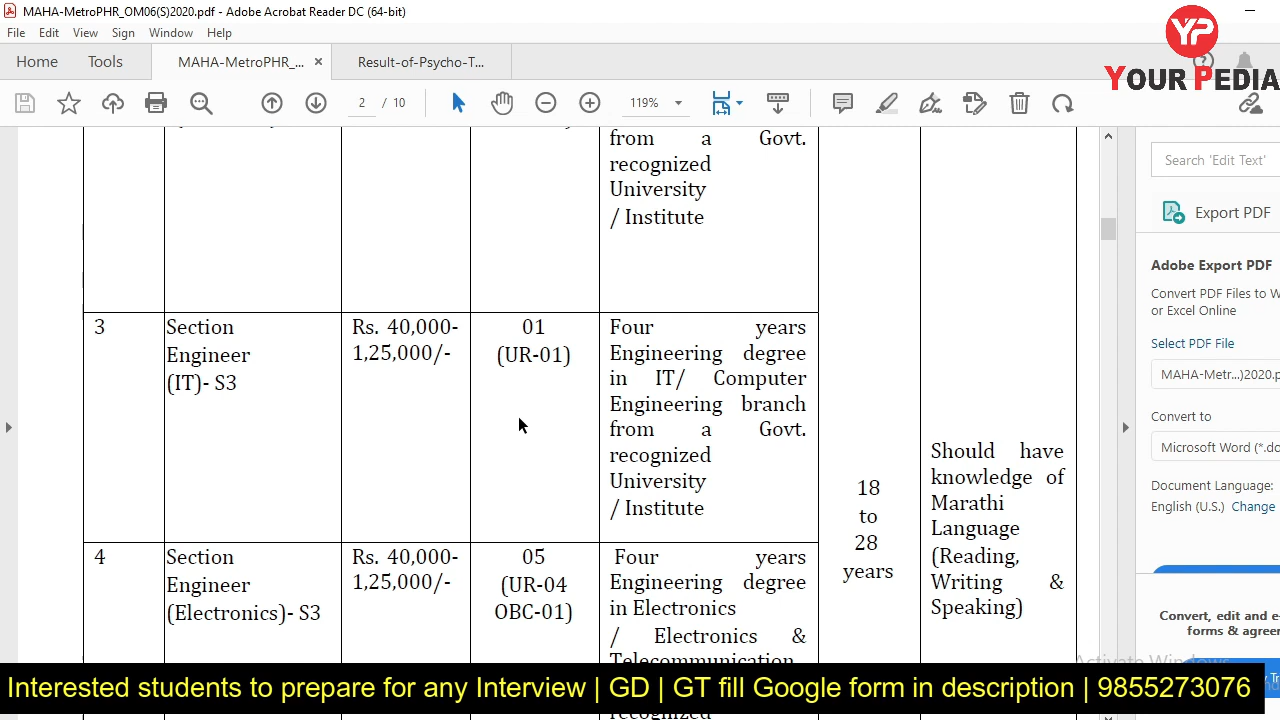 MAHA-MetroPHR_OM06(S)2020.pdf - Adobe Acrobat Reader DC (64-bit)
File Edit View Sign Window Help
Home Tools MAHA-MetroPHR_... × Result-of-Psycho-T...
YP
YOUR PEDIA
2 / 10 119%
from a Govt.
recognized
University
/ Institute
3
Section
Engineer
(IT)- S3
Rs. 40,000-
1,25,000/-
01
(UR-01)
Four years
Engineering degree
in IT/ Computer
Engineering branch
from a Govt.
recognized
University
/ Institute
4
Section
Engineer
(Electronics)- S3
Rs. 40,000-
1,25,000/-
05
(UR-04
OBC-01)
Four years
Engineering degree
in Electronics
/ Electronics &
Telecommunication
recognized
18
to
28
years
Should have
knowledge of
Marathi
Language
(Reading,
Writing &
Speaking)
Search 'Edit Text'
Export PDF
Adobe Export PDF
Convert PDF Files to W
or Excel Online
Select PDF File
MAHA-Metr...)2020.p
Convert to
Microsoft Word (*.do
Document Language:
English (U.S.) Change
Convert, edit and e-
forms & agree
Activate Windows
Interested students to prepare for any Interview | GD | GT fill Google form in description | 9855273076